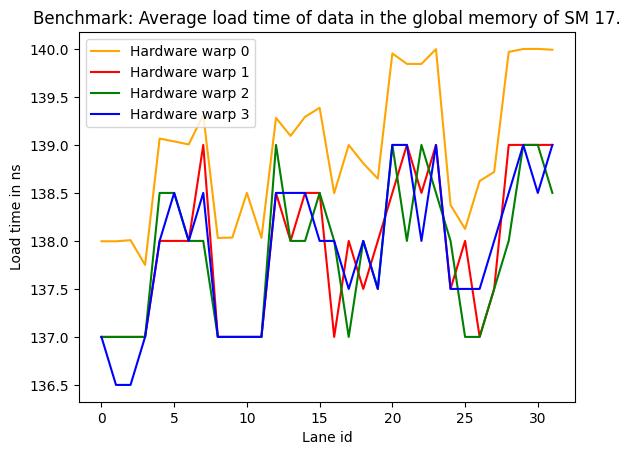 Benchmark: Average load time of data in the global memory of SM 17.
Hardware warp 0
Hardware warp 1
Hardware warp 2
Hardware warp 3
140.0
139.5
139.0
138.5
138.0
137.5
137.0
136.5
Load time in ns
0 5 10 15 20 25 30
Lane id